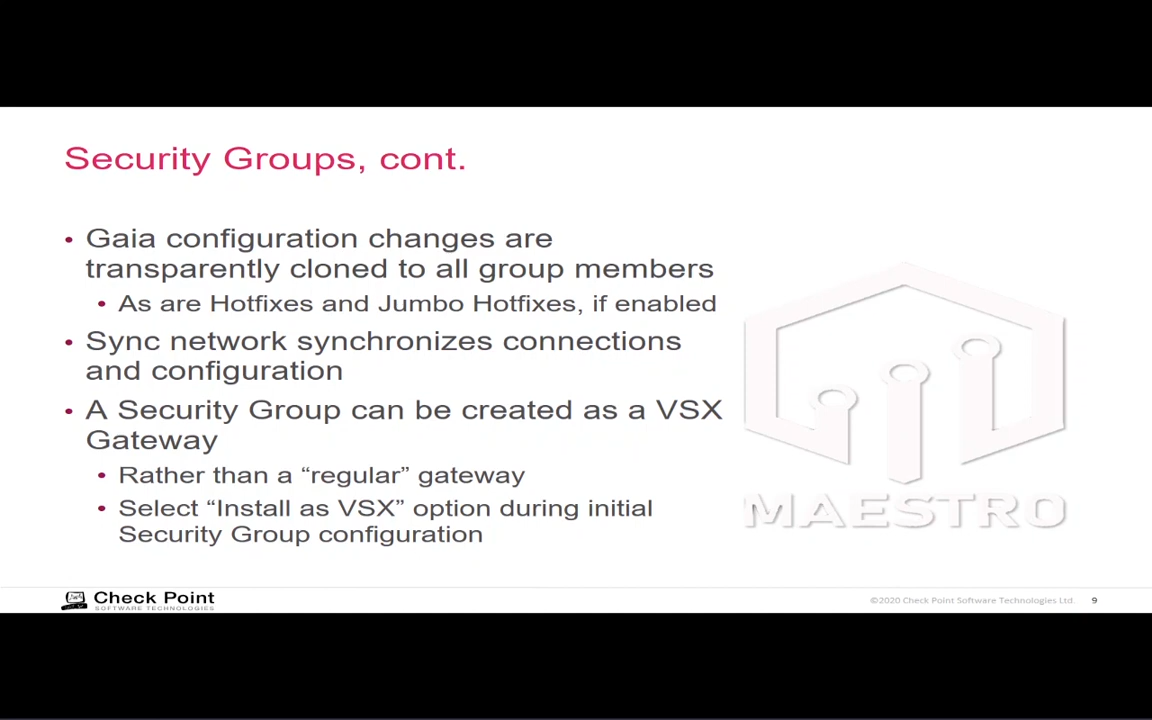 Security Groups, cont.
• Gaia configuration changes are
transparently cloned to all group members
• As are Hotfixes and Jumbo Hotfixes, if enabled
• Sync network synchronizes connections
and configuration
• A Security Group can be created as a VSX
Gateway
• Rather than a “regular” gateway
• Select “Install as VSX” option during initial
Security Group configuration
MAESTRO
Check Point
SOFTWARE TECHNOLOGIES
©2020 Check Point Software Technologies Ltd.
9